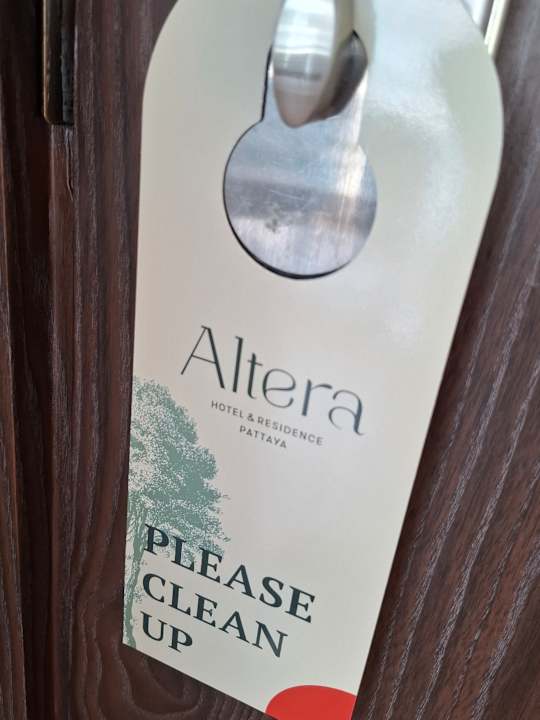 Altera
HOTEL & RESIDENCE
PATTAYA
PLEASE
CLEAN
UP